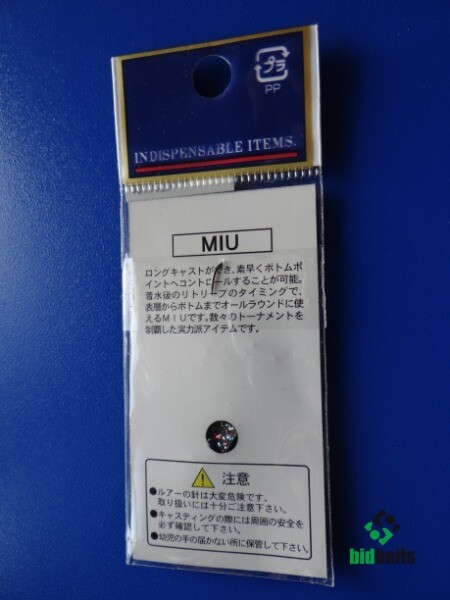 プラ
PP
INDISPENSABLE ITEMS.
MIU
ロングキャストができ、素早くボトムポ
イントへコントロールすることが可能。
着水後のリトリーブのタイミングで、
表層からボトムまでオールラウンドに使
えるMIUです。数々のトーナメントを
制覇した実力派アイテムです。
注意
●ルアーの針は大変危険です。
取り扱いには十分ご注意下さい。
●キャスティングの際には周囲の安全を
必ず確認して下さい。
●幼児の手の届かない所に保管して下さい。
bidbaits